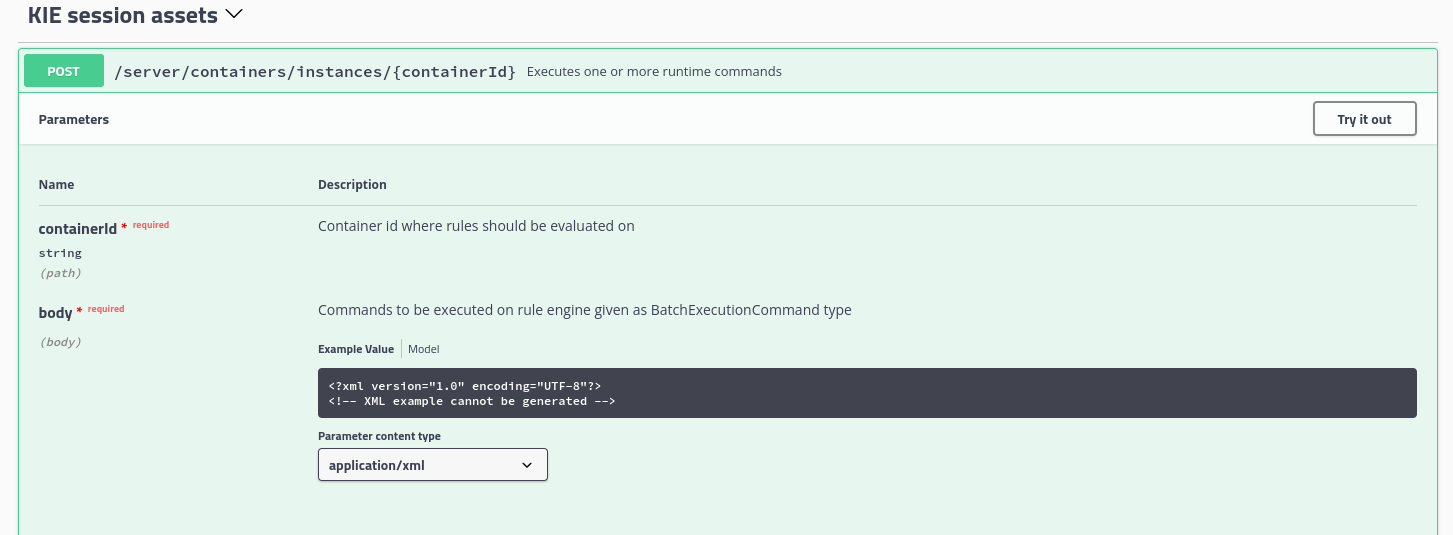 KIE session assets
POST /server/containers/instances/{containerId} Executes one or more runtime commands
Parameters Try it out
Name Description
containerId * required Container id where rules should be evaluated on
string
(path)
body * required Commands to be executed on rule engine given as BatchExecutionCommand type
(body)
Example Value Model
<?xml version="1.0" encoding="UTF-8"?>
<!-- XML example cannot be generated -->
Parameter content type
application/xml